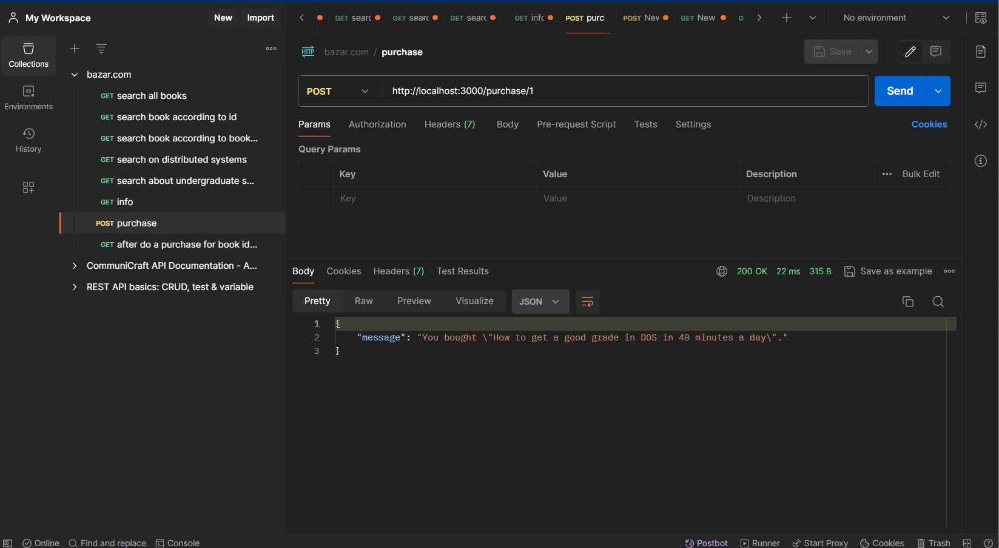 My Workspace
New
Import
GET searc
GET searc
GET searc
GET infc
POST purc
POST Nev
GET New
G
No environment
Collections
Environments
History
bazar.com
GET search all books
GET search book according to id
GET search book according to book...
GET search on distributed systems
GET search about undergraduate s...
GET info
POST purchase
GET after do a purchase for book id...
CommuniCraft API Documentation - A...
REST API basics: CRUD, test & variable
HTTP
bazar.com / purchase
Save
POST
http://localhost:3000/purchase/1
Send
Params
Authorization
Headers (7)
Body
Pre-request Script
Tests
Settings
Cookies
Query Params
Key
Value
Description
Bulk Edit
Key
Value
Description
Body
Cookies
Headers (7)
Test Results
200 OK
22 ms
315 B
Save as example
Pretty
Raw
Preview
Visualize
JSON
1 {
2 "message": "You bought \"How to get a good grade in DOS in 40 minutes a day\"."
3 }
Online
Find and replace
Console
Postbot
Runner
Start Proxy
Cookies
Trash